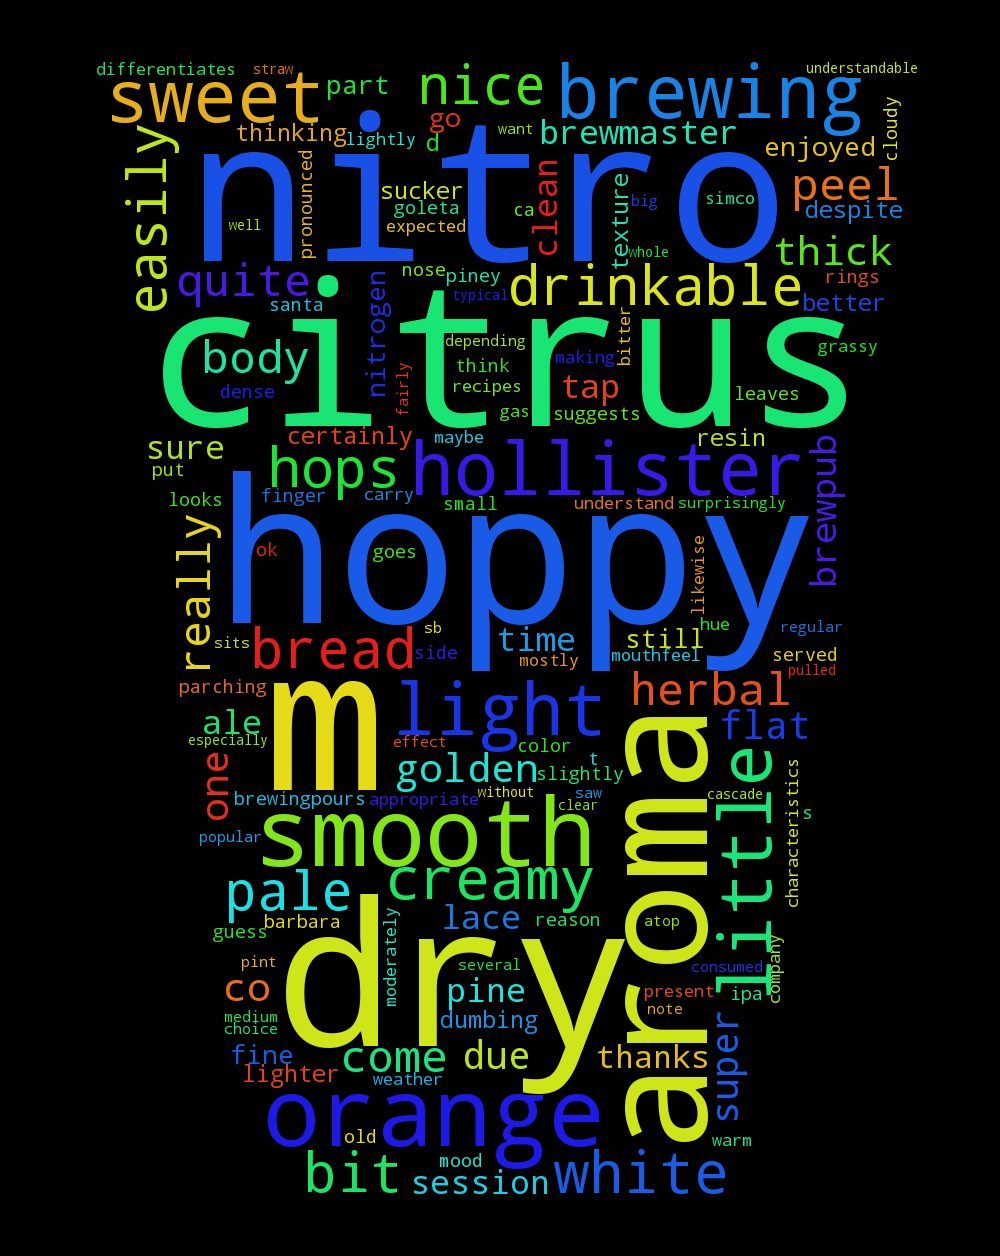 differentiates straw understandable
sweet part nice brewing
thinking lightly go d want brewmaster enjoyed cloudy
easily nitro
pronounced sucker goleta expected well ca clean texture big simco peel despite
whole thick
quite nose piney typical drinkable rings better
santa nitrogen
citrus
body depending bitter grassy
dense fairly think making recipes tap leaves
gas suggests
certainly maybe resin
sure put hops hollister brewpub
looks finger carry small understand surprisingly
hoppy
really ok goes likewise
sb hue regular
sits bread side time still served
mostly mouthfeel pulled
parching m light herbal
ale flat
especially effect color
one golden slightly t
brewingpours appropriate without saw cascade characteristics
clear s
popular smooth
aroma little
pale creamy
barbara lace reason atop
guess moderately
dry
pint several consumed company
co pine present ipa
medium dumbing note
choice
fine come due thanks super
lighter weather
orange
old warm
bit mood
session white